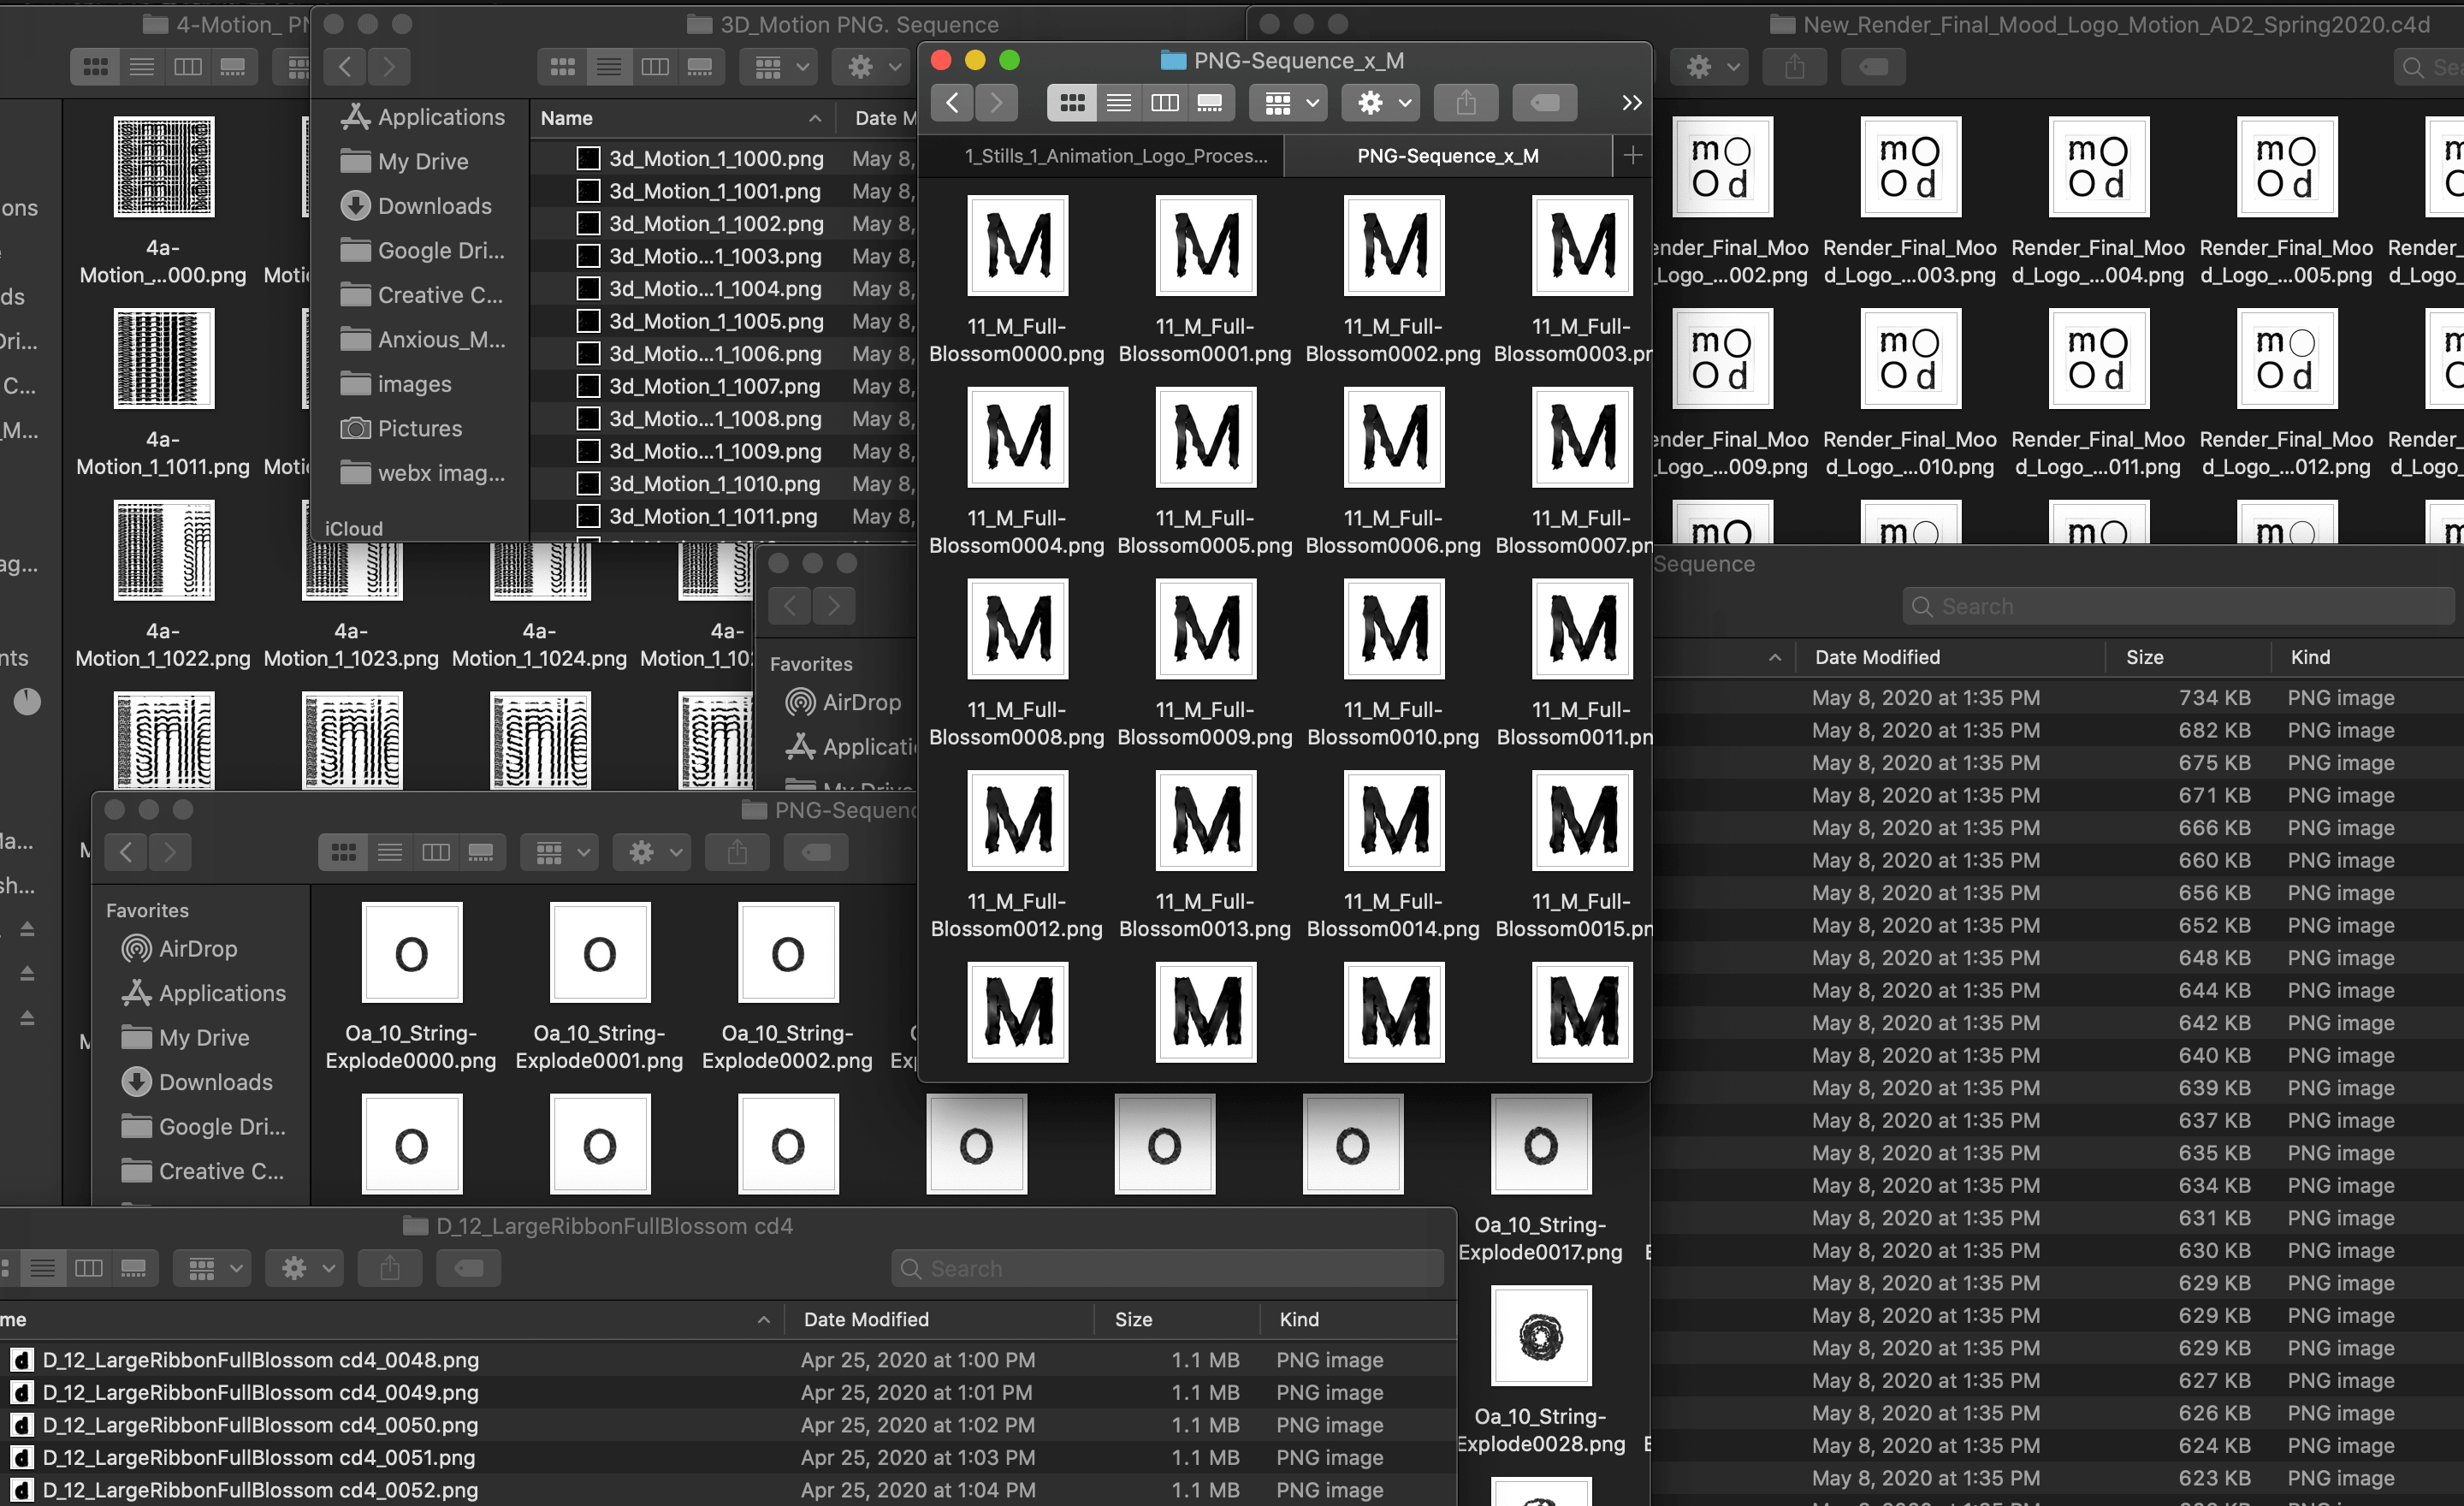 4-Motion_ PN
3D_Motion PNG. Sequence
New_Render_Final_Mood_Logo_Motion_AD2_Spring2020.c4d
PNG-Sequence_x_M
1_Stills_1_Animation_Logo_Proces...
PNG-Sequence_x_M
4a-
Motion_...000.png
4a-
Motion_1_1011.png
4a-
Motion_1_1022.png
4a-
Motion_1_1023.png
4a-
Motion_1_1024.png
4a-
Motion_1_10
Applications
My Drive
Downloads
Google Dri...
Creative C...
Anxious_M...
images
Pictures
webx imag...
iCloud
Name
Date M
3d_Motion_1_1000.png May 8,
3d_Motion_1_1001.png May 8,
3d_Motion_1_1002.png May 8,
3d_Motio...1_1003.png May 8,
3d_Motio...1_1004.png May 8,
3d_Motio...1_1005.png May 8,
3d_Motio...1_1006.png May 8,
3d_Motion_1_1007.png May 8,
3d_Motio...1_1008.png May 8,
3d_Motio...1_1009.png May 8,
3d_Motion_1_1010.png May 8,
3d_Motion_1_1011.png May 8,
11_M_Full-
Blossom0000.png
11_M_Full-
Blossom0001.png
11_M_Full-
Blossom0002.png
11_M_Full-
Blossom0003.pn
11_M_Full-
Blossom0004.png
11_M_Full-
Blossom0005.png
11_M_Full-
Blossom0006.png
11_M_Full-
Blossom0007.pn
11_M_Full-
Blossom0008.png
11_M_Full-
Blossom0009.png
11_M_Full-
Blossom0010.png
11_M_Full-
Blossom0011.pn
11_M_Full-
Blossom0012.png
11_M_Full-
Blossom0013.png
11_M_Full-
Blossom0014.png
11_M_Full-
Blossom0015.pn
ender_Final_Moo
_Logo_...002.png
Render_Final_Moo
d_Logo_...003.png
Render_Final_Moo
d_Logo_...004.png
Render_Final_Moo
d_Logo_...005.png
ender_Final_Moo
_Logo_...009.png
Render_Final_Moo
d_Logo_...010.png
Render_Final_Moo
d_Logo_...011.png
Render_Final_Moo
d_Logo_...012.png
Sequence
Search
Date Modified Size Kind
May 8, 2020 at 1:35 PM 734 KB PNG image
May 8, 2020 at 1:35 PM 682 KB PNG image
May 8, 2020 at 1:35 PM 675 KB PNG image
May 8, 2020 at 1:35 PM 671 KB PNG image
May 8, 2020 at 1:35 PM 666 KB PNG image
May 8, 2020 at 1:35 PM 660 KB PNG image
May 8, 2020 at 1:35 PM 656 KB PNG image
May 8, 2020 at 1:35 PM 652 KB PNG image
May 8, 2020 at 1:35 PM 648 KB PNG image
May 8, 2020 at 1:35 PM 644 KB PNG image
May 8, 2020 at 1:35 PM 642 KB PNG image
May 8, 2020 at 1:35 PM 640 KB PNG image
May 8, 2020 at 1:35 PM 639 KB PNG image
May 8, 2020 at 1:35 PM 637 KB PNG image
May 8, 2020 at 1:35 PM 635 KB PNG image
May 8, 2020 at 1:35 PM 634 KB PNG image
May 8, 2020 at 1:35 PM 631 KB PNG image
May 8, 2020 at 1:35 PM 630 KB PNG image
May 8, 2020 at 1:35 PM 629 KB PNG image
May 8, 2020 at 1:35 PM 629 KB PNG image
May 8, 2020 at 1:35 PM 629 KB PNG image
May 8, 2020 at 1:35 PM 627 KB PNG image
May 8, 2020 at 1:35 PM 626 KB PNG image
May 8, 2020 at 1:35 PM 624 KB PNG image
May 8, 2020 at 1:35 PM 623 KB PNG image
Favorites
AirDrop
Applicati
PNG-Sequenc
Favorites
AirDrop
Applications
My Drive
Downloads
Google Dri...
Creative C...
Oa_10_String-
Explode0000.png
Oa_10_String-
Explode0001.png
Oa_10_String-
Explode0002.png
Oa_10_String-
Explode0017.png
Oa_10_String-
Explode0028.png
D_12_LargeRibbonFullBlossom cd4
Search
me Date Modified Size Kind
D_12_LargeRibbonFullBlossom cd4_0048.png Apr 25, 2020 at 1:00 PM 1.1 MB PNG image
D_12_LargeRibbonFullBlossom cd4_0049.png Apr 25, 2020 at 1:01 PM 1.1 MB PNG image
D_12_LargeRibbonFullBlossom cd4_0050.png Apr 25, 2020 at 1:02 PM 1.1 MB PNG image
D_12_LargeRibbonFullBlossom cd4_0051.png Apr 25, 2020 at 1:03 PM 1.1 MB PNG image
D_12_LargeRibbonFullBlossom cd4_0052.png Apr 25, 2020 at 1:04 PM 1.1 MB PNG image